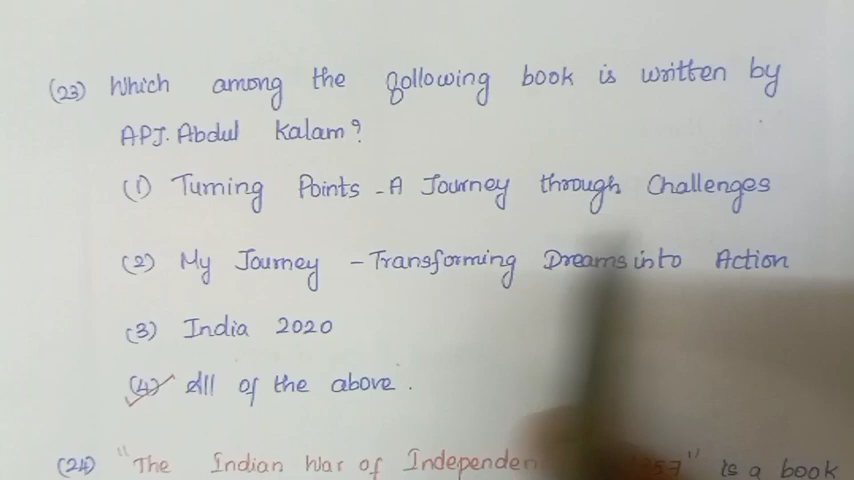 (23) Which among the following book is written by
APJ. Abdul Kalam?
(1) Turning Points - A Journey through Challenges
(2) My Journey - Transforming Dreams into Action
(3) India 2020
(4) All of the above.
(24) "The Indian War of Independen 57" is a book